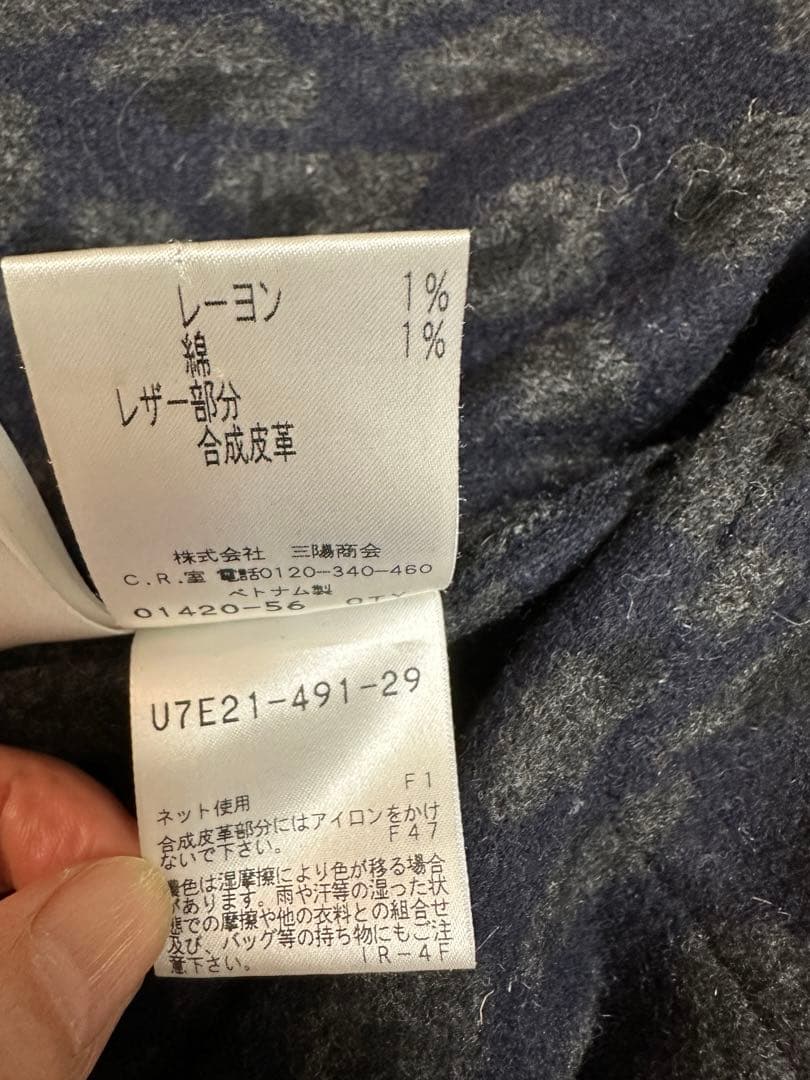 レーヨン 1%
綿 1%
レザー部分
合成皮革
株式会社 三陽商会
C.R.室 電話0120-340-460
ベトナム製
01420-56
U7E21-491-29
F1
ネット使用
合成皮革部分にはアイロンをかけ
ないで下さい。 F47
濃色は湿摩擦により色が移る場合
があります。雨や汗等の湿った状
態での摩擦や他の衣料との組合せ
及び、バッグ等の持ち物にもご注
意下さい。 IR-4F